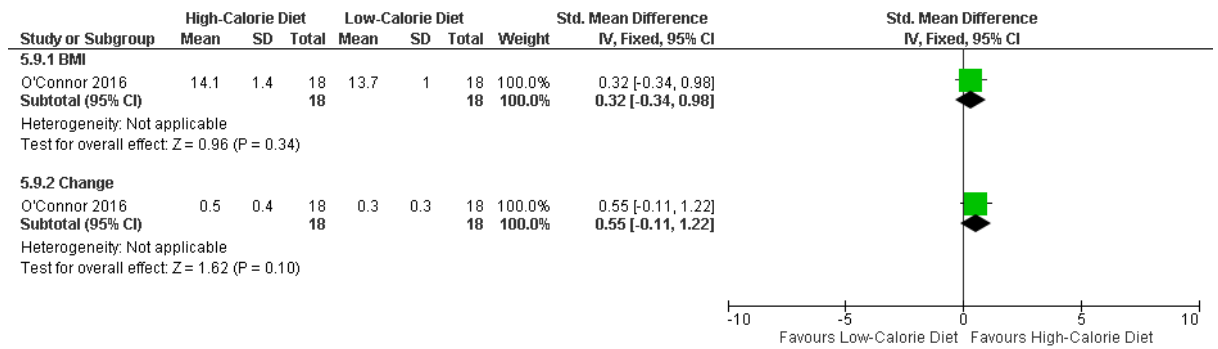 High-Calorie Diet Low-Calorie Diet Std. Mean Difference Std. Mean Difference
Study or Subgroup Mean SD Total Mean SD Total Weight IV, Fixed, 95% CI IV, Fixed, 95% CI
5.9.1 BMI
O'Connor 2016 14.1 1.4 18 13.7 1 18 100.0% 0.32 [-0.34, 0.98]
Subtotal (95% CI) 18 18 100.0% 0.32 [-0.34, 0.98]
Heterogeneity: Not applicable
Test for overall effect: Z = 0.96 (P = 0.34)
5.9.2 Change
O'Connor 2016 0.5 0.4 18 0.3 0.3 18 100.0% 0.55 [-0.11, 1.22]
Subtotal (95% CI) 18 18 100.0% 0.55 [-0.11, 1.22]
Heterogeneity: Not applicable
Test for overall effect: Z = 1.62 (P = 0.10)
-10 -5 0 5 10
Favours Low-Calorie Diet Favours High-Calorie Diet